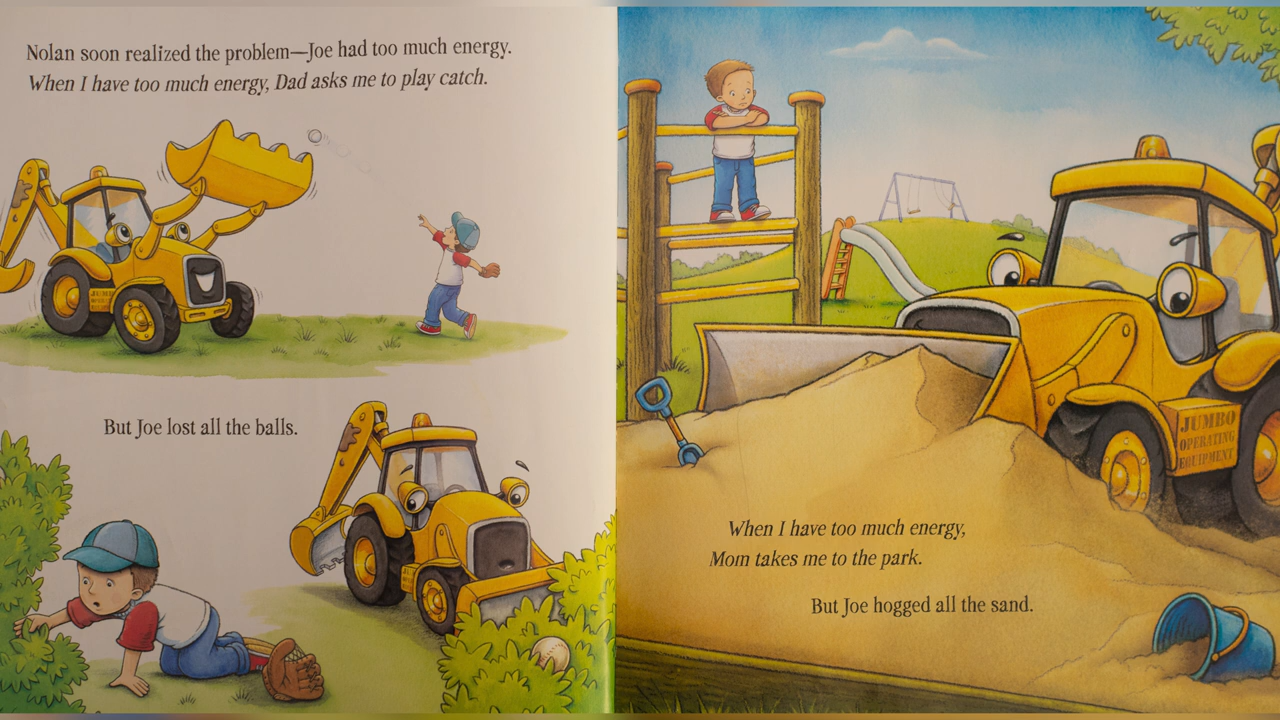 Nolan soon realized the problem—Joe had too much energy.
When I have too much energy, Dad asks me to play catch.
JUMBO
But Joe lost all the balls.
JUMBO
OPERATING
EQUIPMENT
When I have too much energy,
Mom takes me to the park.
But Joe hogged all the sand.